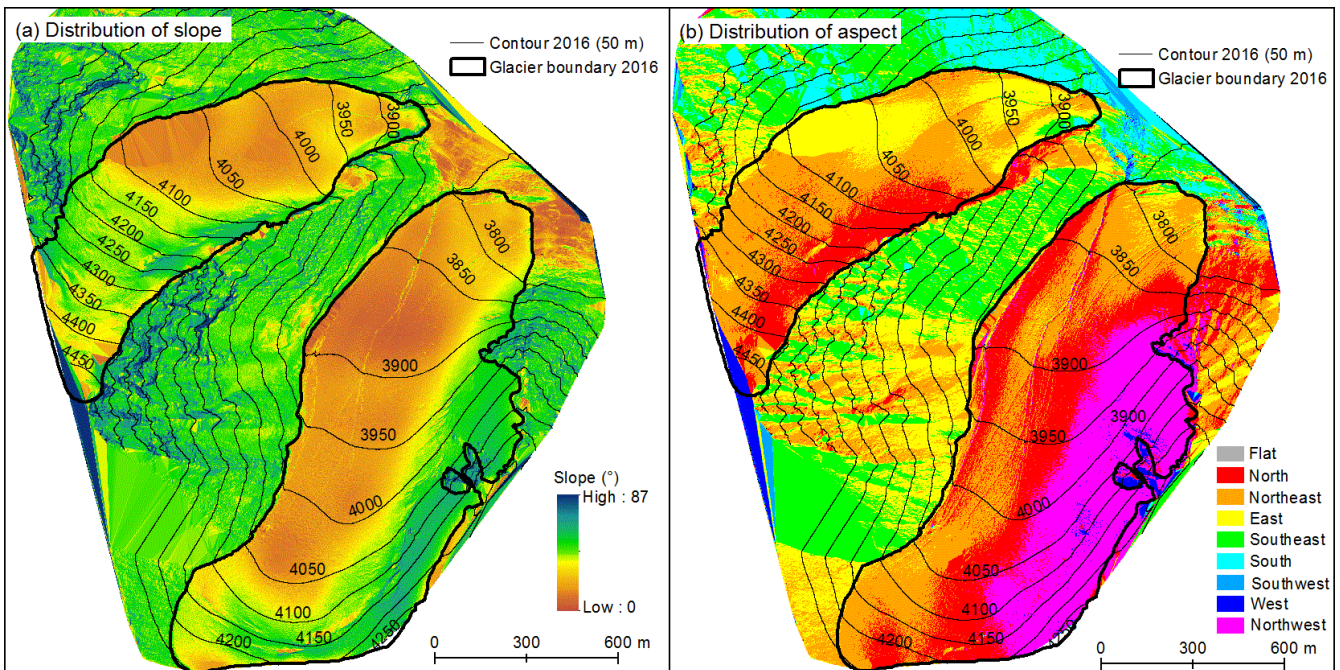 (a) Distribution of slope
Contour 2016 (50 m)
Glacier boundary 2016
3900
3950
4000
4050
4100
4150
4200
4250
4300
4350
4400
4450
3800
3850
3900
3950
4000
4050
4100
4150
4200
4250
Slope (°)
High : 87
Low : 0
0 300 600 m
(b) Distribution of aspect
Contour 2016 (50 m)
Glacier boundary 2016
3900
3950
4000
4050
4100
4150
4200
4250
4300
4350
4400
4450
3800
3850
3900
3900
3950
4000
4050
4100
4150
4200
4250
Flat
North
Northeast
East
Southeast
South
Southwest
West
Northwest
0 300 600 m